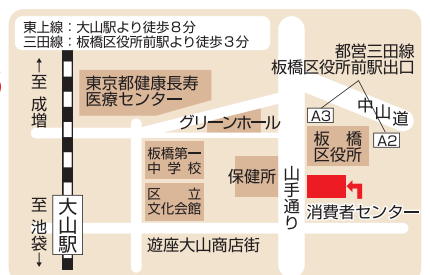 東上線：大山駅より徒歩８分
三田線：板橋区役所前駅より徒歩３分
都営三田線
板橋区役所前駅出口
↑
至
成増
東京都健康長寿
医療センター
グリーンホール
A3
中山道
A2
板橋
区役所
板橋第一
中学校
保健所
山手通り
区立
文化会館
消費者センター
大山駅
至
池袋
↓
遊座大山商店街